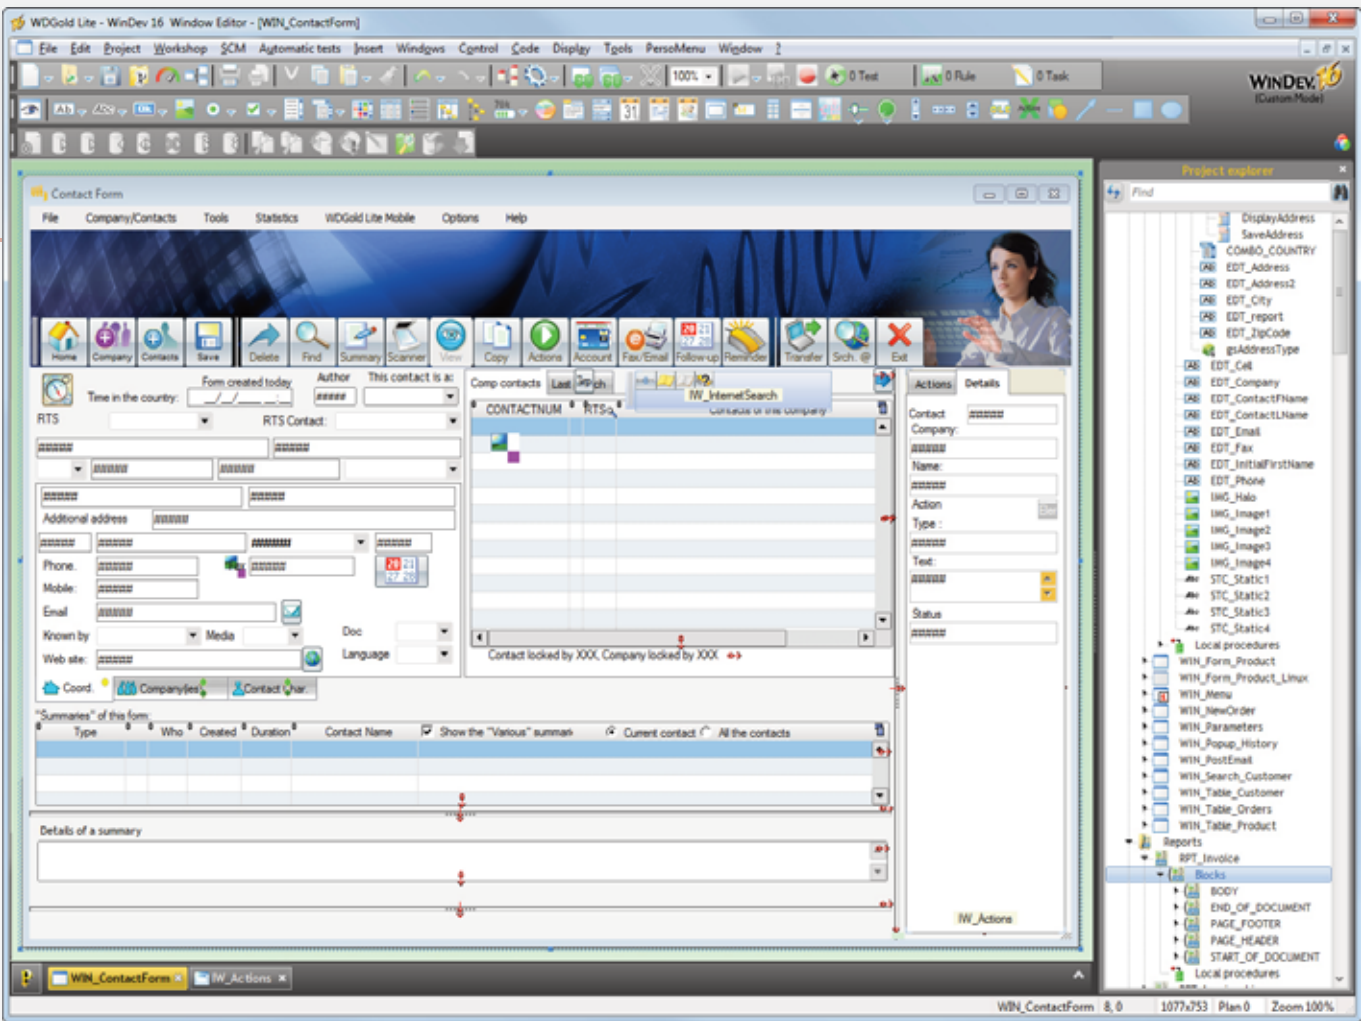 WDGold Lite - WinDev 16 Window Editor - [WIN_ContactForm]
File Edit Project Workshop SCM Automatic tests Insert Windows Control Code Display Tools PersoMenu Window ?
100% 0 Test 0 Rule 0 Task
WINDEV 16
(Custom Mode)
31
Project explorer
Find
Contact Form
File Company/Contacts Tools Statistics WDGold Lite Mobile Options Help
Home Company Contacts Save Delete Find Summary Scanner View Copy Actions Account Fax/Email Follow-up Reminder Transfer Srch. @ Exit
Form created today Author This contact is a:
Time in the country: __/__/____ __:__ #####
RTS RTS Contact:
##### #####
##### #####
##### #####
Additional address #####
##### ##### ######## #####
Phone. ##### #####
Mobile: #####
Email #####
Known by Media Doc
Web site: ##### Language
Coord. Company(ies) Contact Char.
Comp contacts Last
IW_InternetSearch
CONTACTNUM RTSo Contacts of this company
Contact locked by XXX, Company locked by XXX
Actions Details
Contact #####
Company:
#####
Name:
#####
Action
Type :
#####
Text:
#####
Status
#####
IW_Actions
"Summaries" of this form:
Type Who Created Duration Contact Name Show the "Various" summari Current contact All the contacts
Details of a summary
DisplayAddress
SaveAddress
COMBO_COUNTRY
EDT_Address
EDT_Address2
EDT_City
EDT_report
EDT_ZipCode
gsAddressType
EDT_Cell
EDT_Company
EDT_ContactFName
EDT_ContactLName
EDT_Email
EDT_Fax
EDT_InitialFirstName
EDT_Phone
IMG_Halo
IMG_Image1
IMG_Image2
IMG_Image3
IMG_Image4
STC_Static1
STC_Static2
STC_Static3
STC_Static4
Local procedures
WIN_Form_Product
WIN_Form_Product_Linux
WIN_Menu
WIN_NewOrder
WIN_Parameters
WIN_Popup_History
WIN_PostEmail
WIN_Search_Customer
WIN_Table_Customer
WIN_Table_Orders
WIN_Table_Product
Reports
RPT_Invoice
Blocks
BODY
END_OF_DOCUMENT
PAGE_FOOTER
PAGE_HEADER
START_OF_DOCUMENT
Local procedures
WIN_ContactForm IW_Actions
WIN_ContactForm 8, 0 1077x753 Plan 0 Zoom 100%